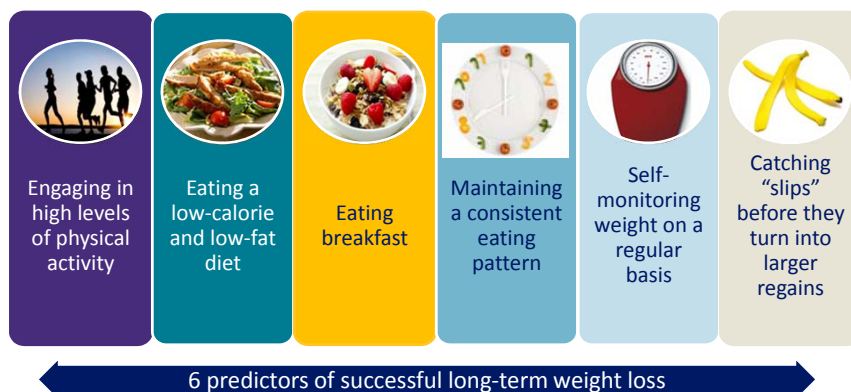 Engaging in
high levels
of physical
activity
Eating a
low-calorie
and low-fat
diet
Eating
breakfast
Maintaining
a consistent
eating
pattern
Self-
monitoring
weight on a
regular
basis
Catching
“slips”
before they
turn into
larger
regains
6 predictors of successful long-term weight loss